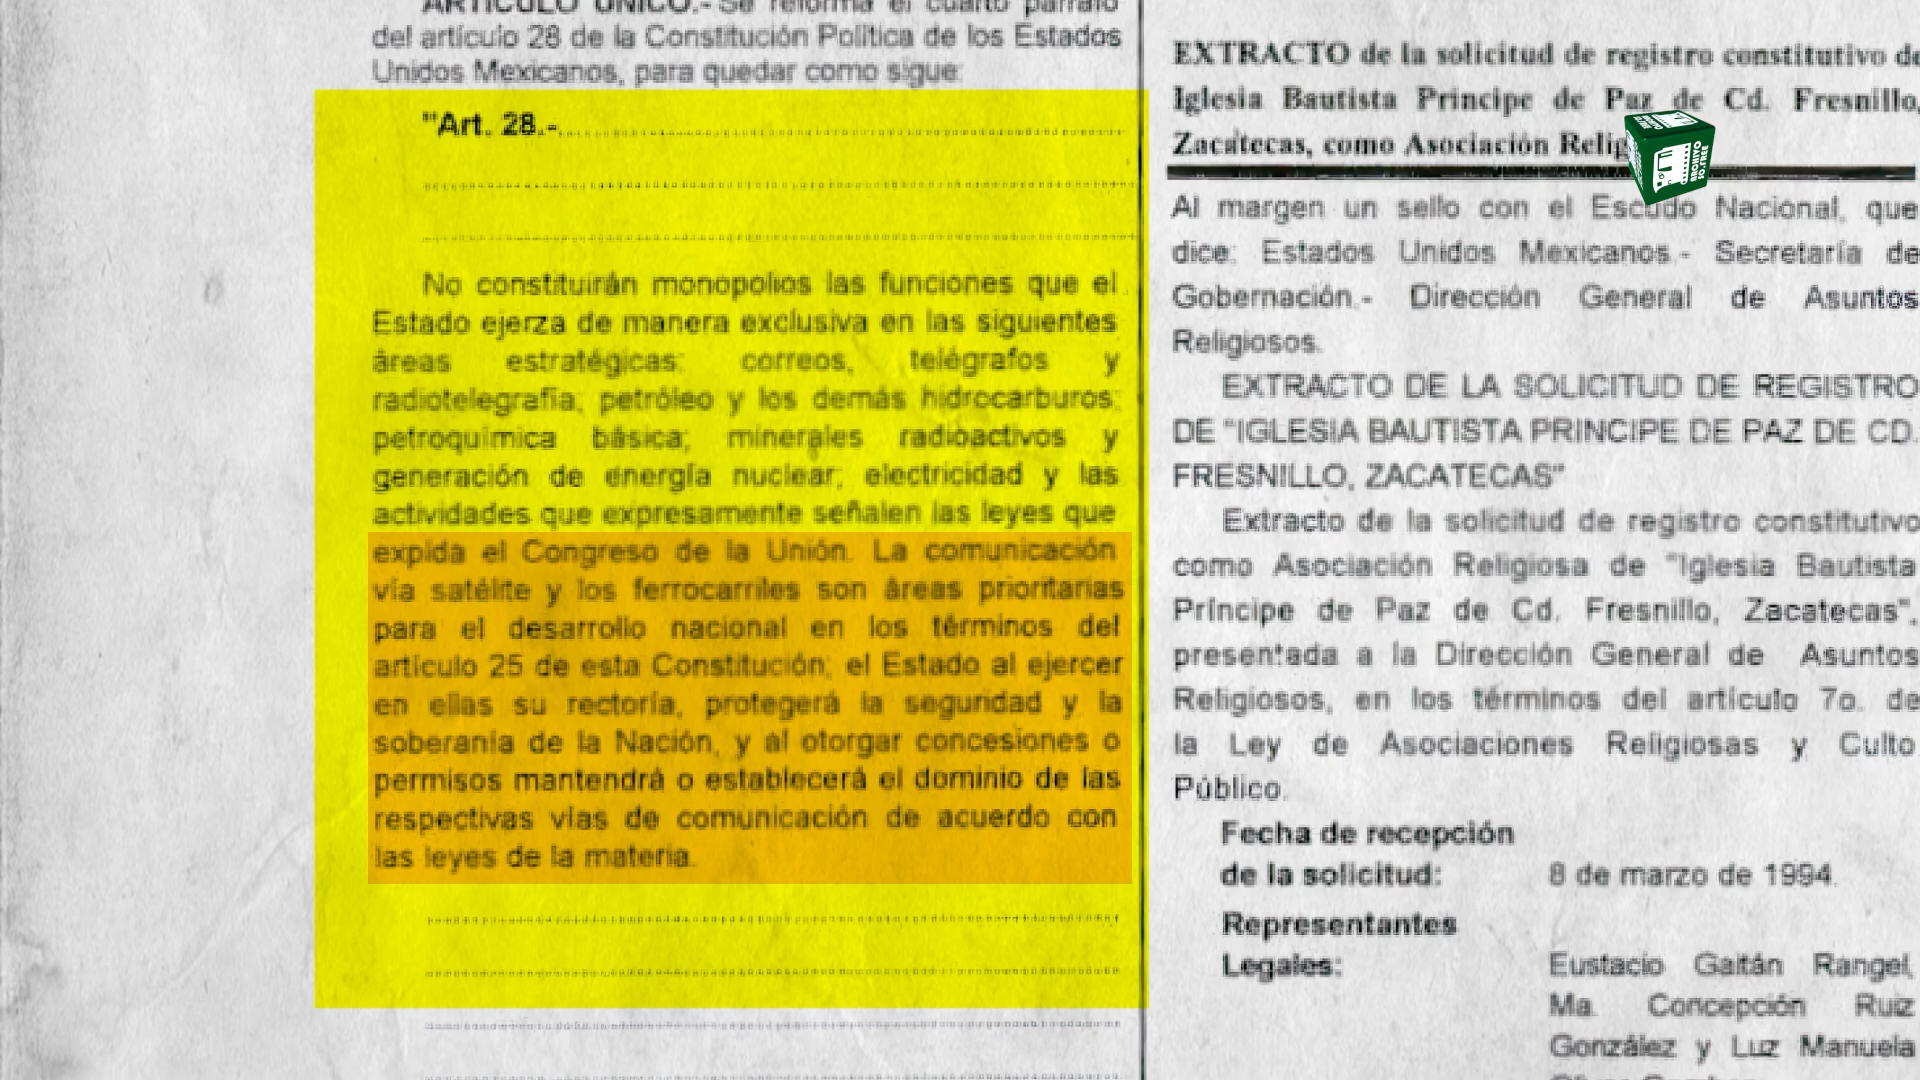 ARTICULO UNICO.- Se reforma el cuarto párrafo
del artículo 28 de la Constitución Política de los Estados
Unidos Mexicanos, para quedar como sigue:
"Art. 28.-
No constituirán monopolios las funciones que el
Estado ejerza de manera exclusiva en las siguientes
áreas estratégicas: correos, telégrafos y
radiotelegrafía; petróleo y los demás hidrocarburos;
petroquímica básica; minerales radioactivos y
generación de energía nuclear; electricidad y las
actividades que expresamente señalen las leyes que
expida el Congreso de la Unión. La comunicación
vía satélite y los ferrocarriles son áreas prioritarias
para el desarrollo nacional en los términos del
artículo 25 de esta Constitución; el Estado al ejercer
en ellas su rectoría, protegerá la seguridad y la
soberanía de la Nación, y al otorgar concesiones o
permisos mantendrá o establecerá el dominio de las
respectivas vías de comunicación de acuerdo con
las leyes de la materia.
EXTRACTO de la solicitud de registro constitutivo de
Iglesia Bautista Principe de Paz de Cd. Fresnillo,
Zacatecas, como Asociación Relig
ARCHIVO
SO.FREE
Al margen un sello con el Escudo Nacional, que
dice: Estados Unidos Mexicanos.- Secretaría de
Gobernación.- Dirección General de Asuntos
Religiosos.
EXTRACTO DE LA SOLICITUD DE REGISTRO
DE "IGLESIA BAUTISTA PRINCIPE DE PAZ DE CD.
FRESNILLO, ZACATECAS"
Extracto de la solicitud de registro constitutivo
como Asociación Religiosa de "Iglesia Bautista
Príncipe de Paz de Cd. Fresnillo, Zacatecas",
presentada a la Dirección General de Asuntos
Religiosos, en los términos del artículo 7o. de
la Ley de Asociaciones Religiosas y Culto
Público.
Fecha de recepción
de la solicitud: 8 de marzo de 1994.
Representantes
Legales: Eustacio Gaitán Rangel,
Ma. Concepción Ruiz
González y Luz Manuela